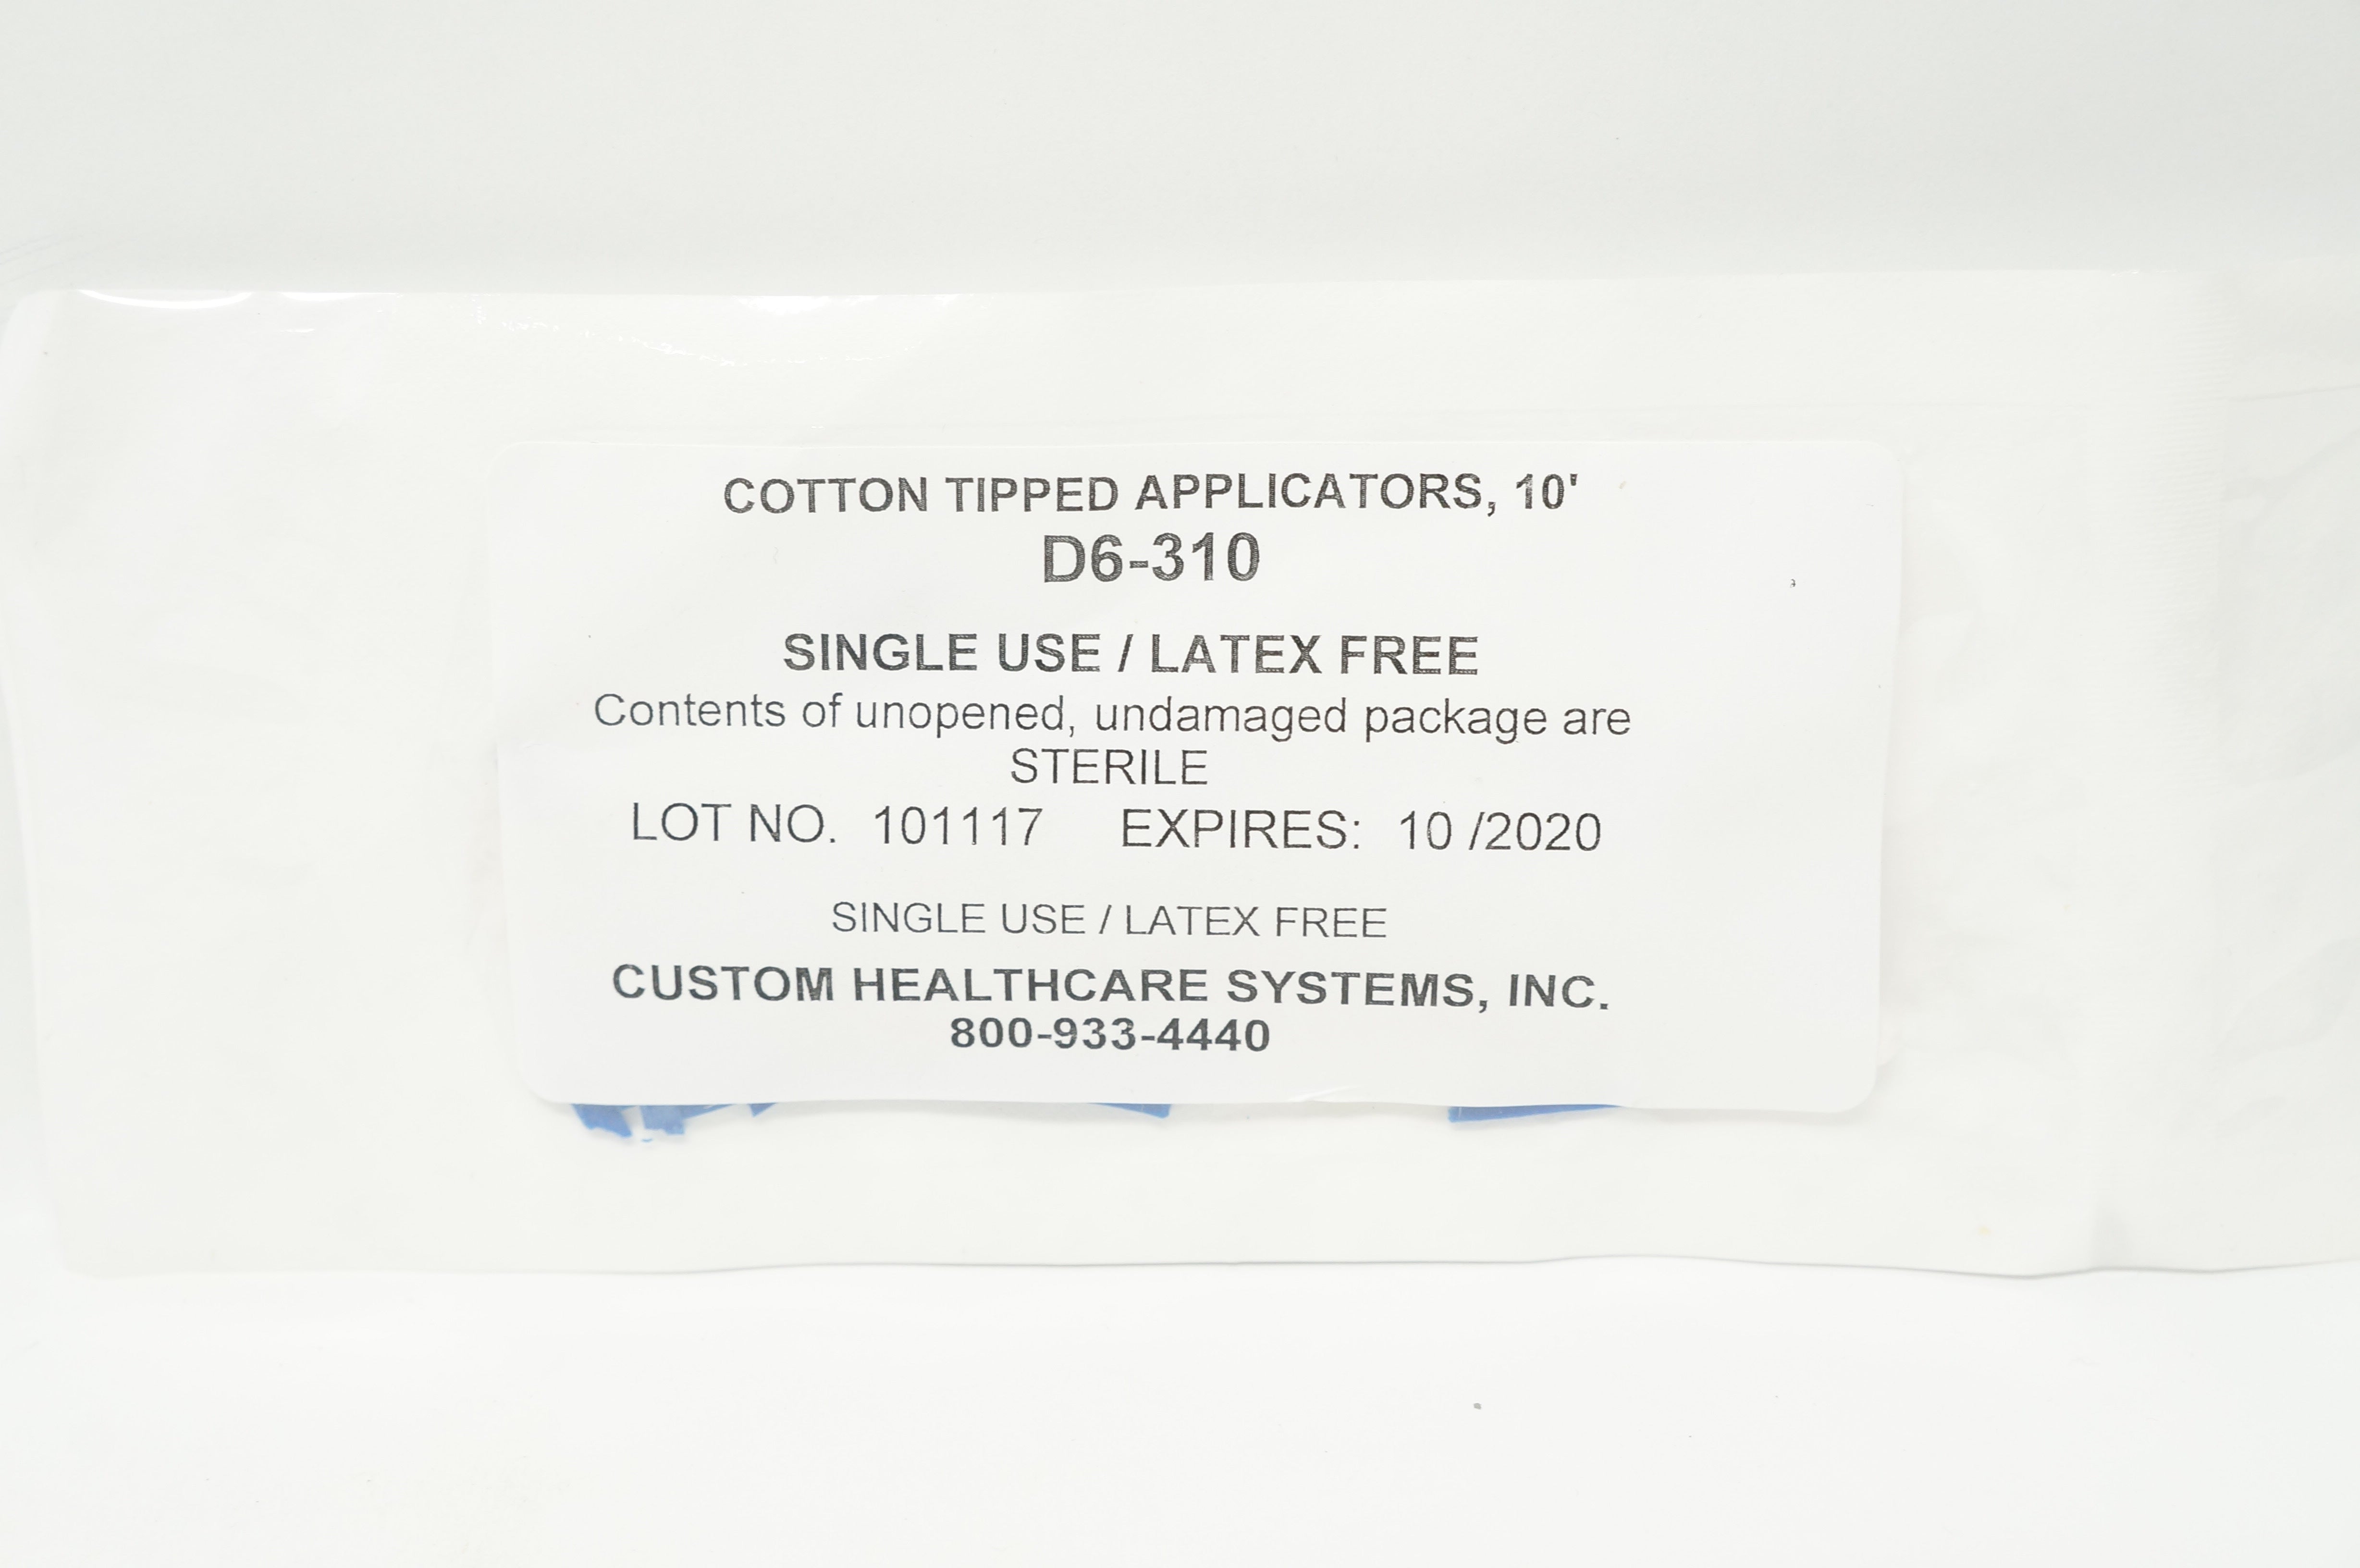 COTTON TIPPED APPLICATORS, 10'
D6-310
SINGLE USE / LATEX FREE
Contents of unopened, undamaged package are
STERILE
LOT NO. 101117 EXPIRES: 10 /2020
SINGLE USE / LATEX FREE
CUSTOM HEALTHCARE SYSTEMS, INC.
800-933-4440